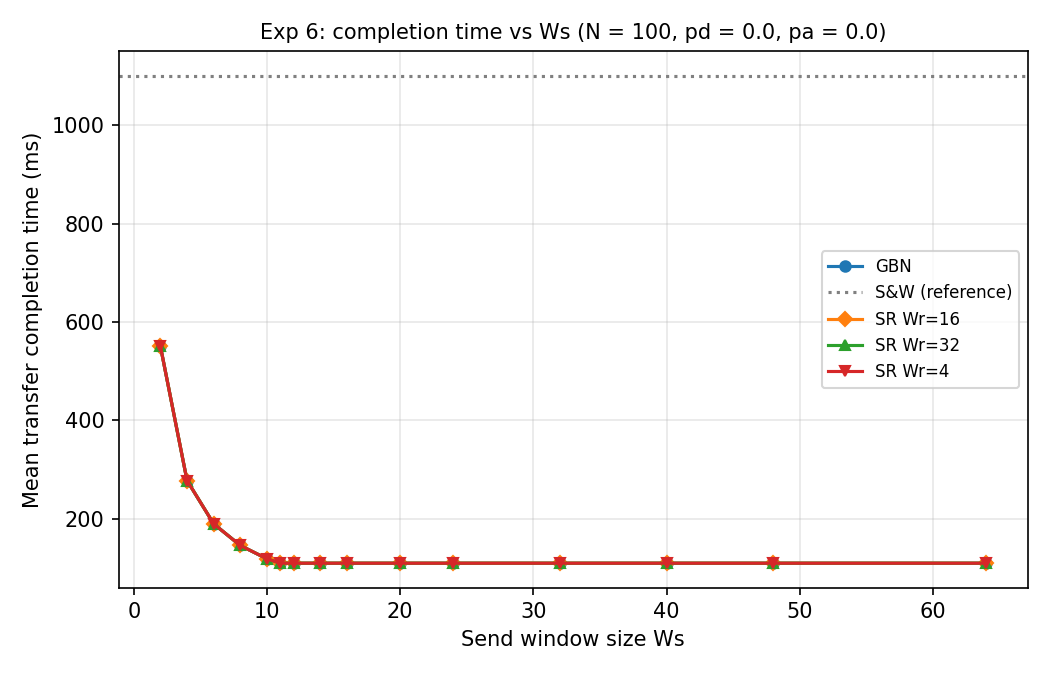 Exp 6: completion time vs Ws (N = 100, pd = 0.0, pa = 0.0)
Mean transfer completion time (ms)
1000
800
600
400
200
GBN
S&W (reference)
SR Wr=16
SR Wr=32
SR Wr=4
0 10 20 30 40 50 60
Send window size Ws